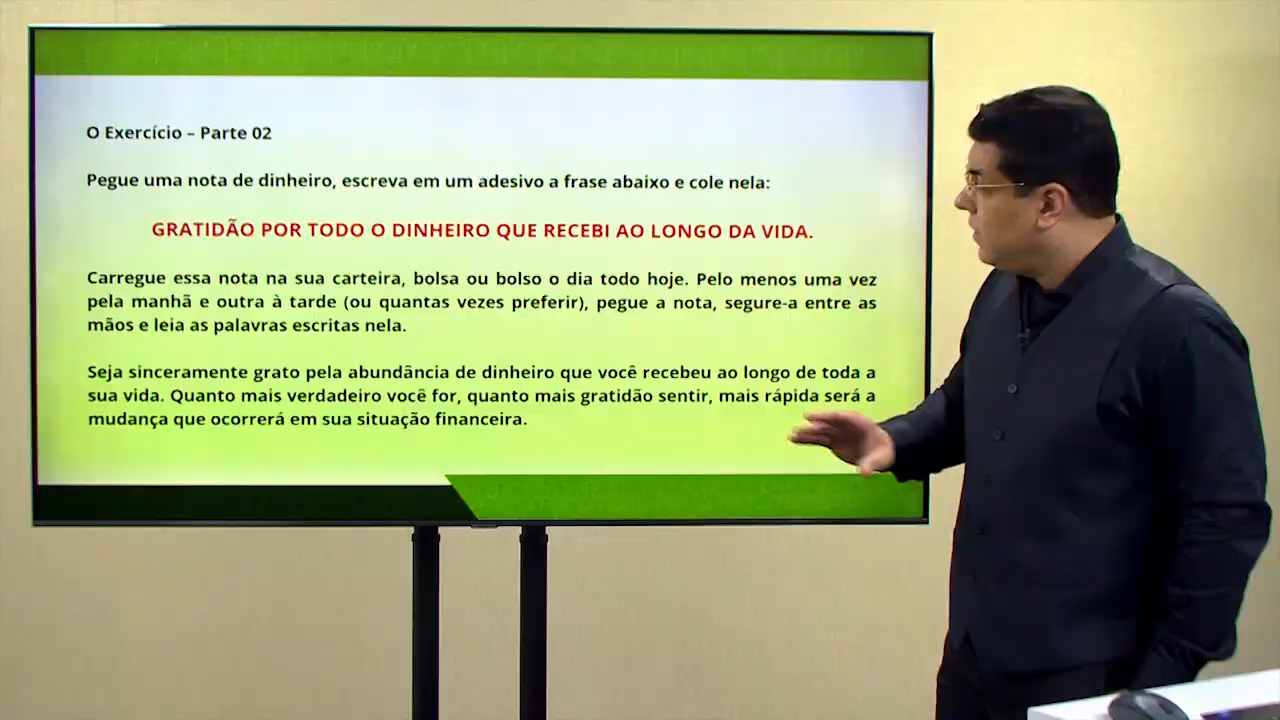 O Exercício – Parte 02
Pegue uma nota de dinheiro, escreva em um adesivo a frase abaixo e cole nela:
GRATIDÃO POR TODO O DINHEIRO QUE RECEBI AO LONGO DA VIDA.
Carregue essa nota na sua carteira, bolsa ou bolso o dia todo hoje. Pelo menos uma vez
pela manhã e outra à tarde (ou quantas vezes preferir), pegue a nota, segure-a entre as
mãos e leia as palavras escritas nela.
Seja sinceramente grato pela abundância de dinheiro que você recebeu ao longo de toda a
sua vida. Quanto mais verdadeiro você for, quanto mais gratidão sentir, mais rápida será a
mudança que ocorrerá em sua situação financeira.